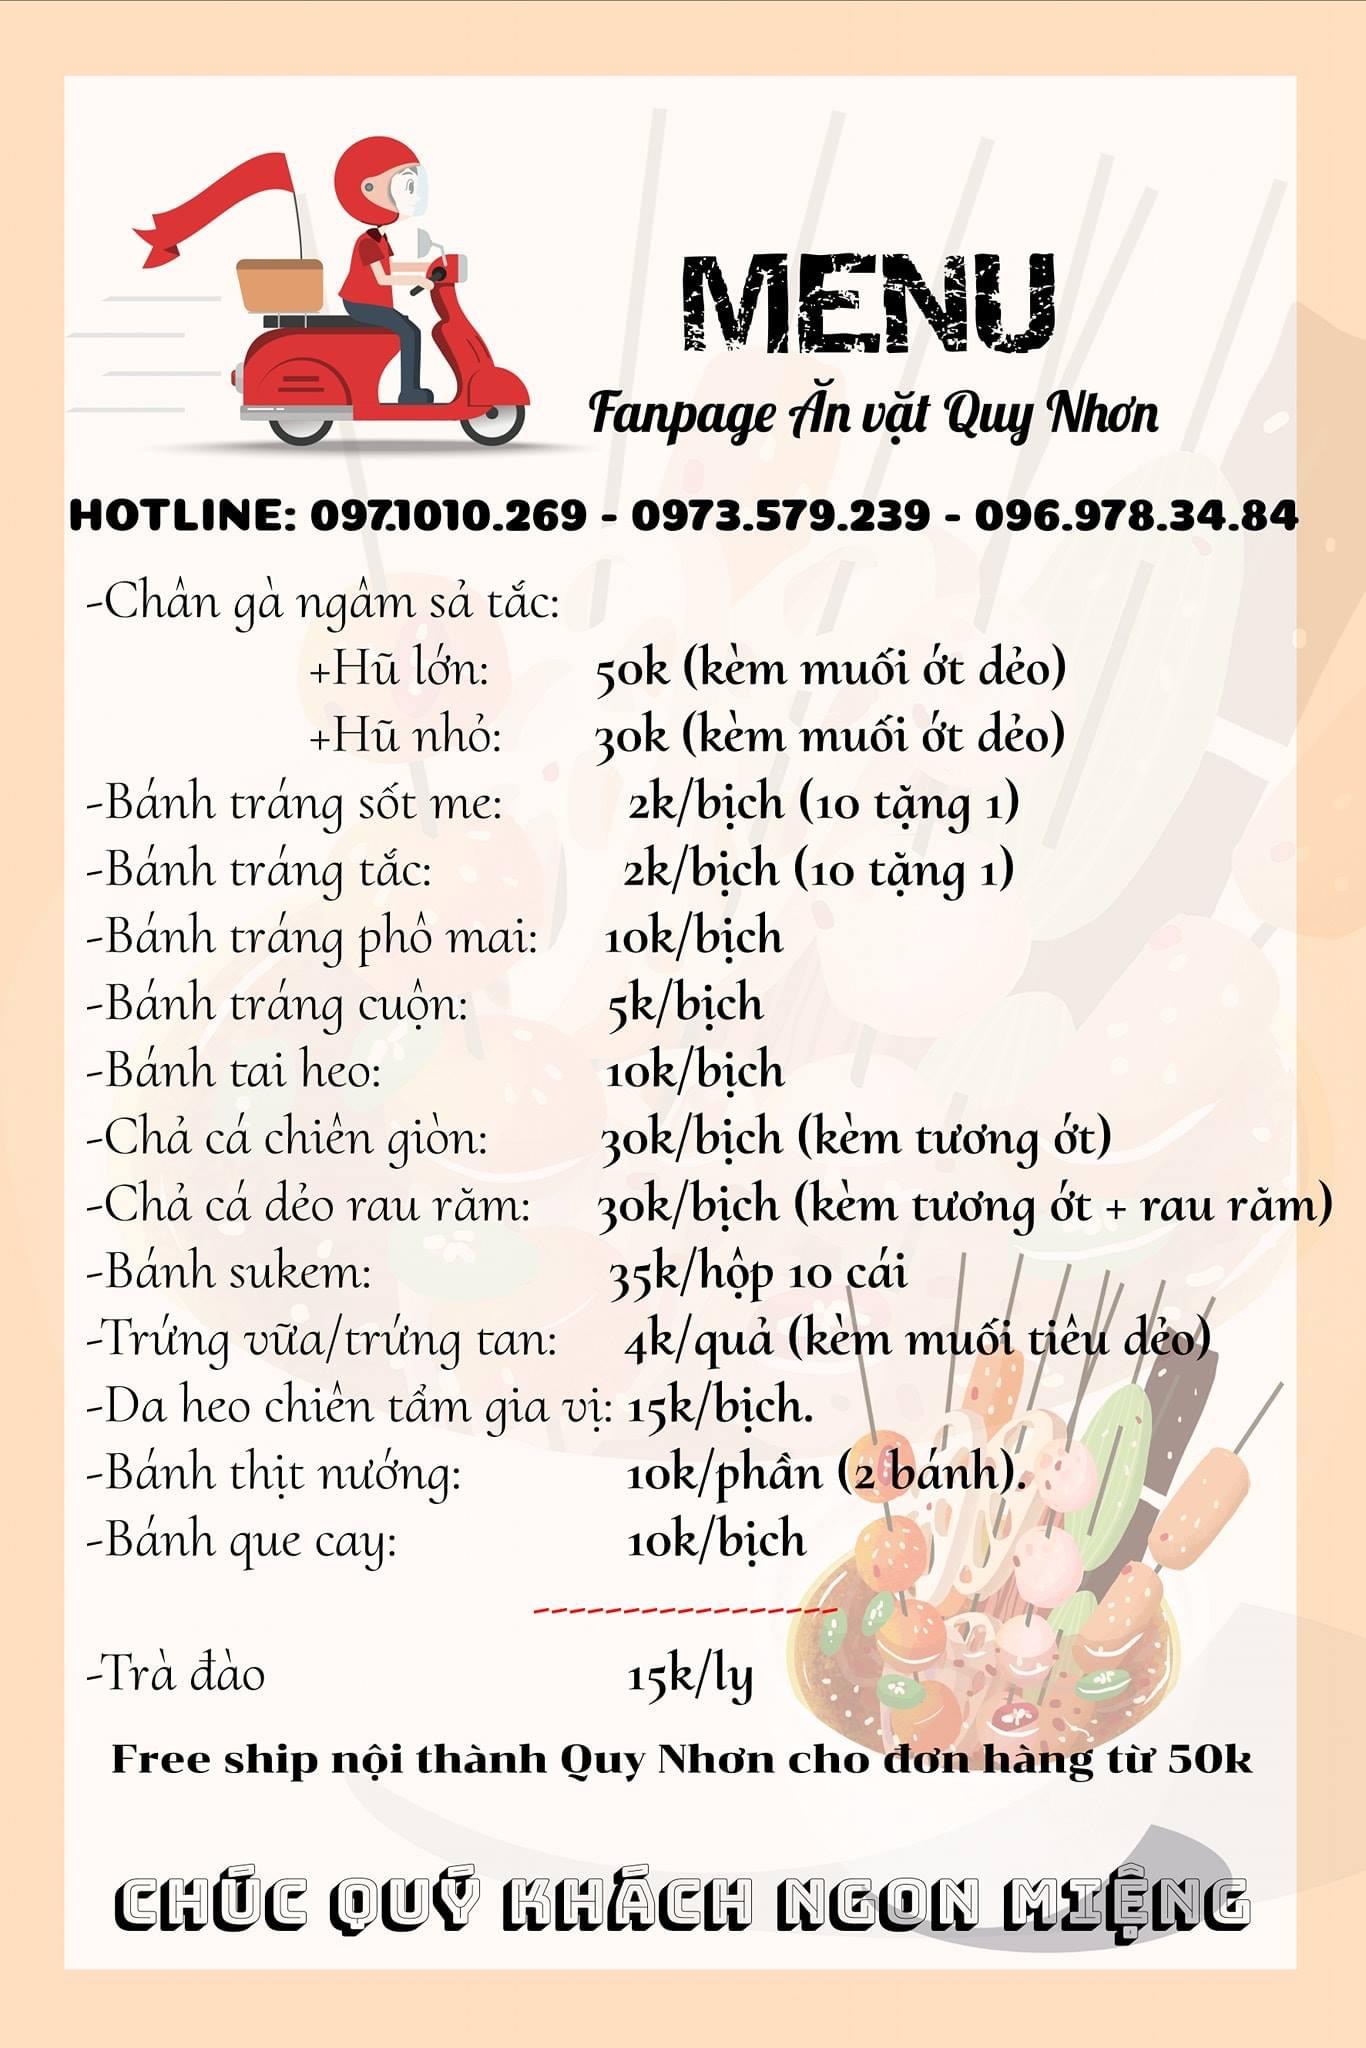 MENU
Fanpage Ăn vặt Quy Nhơn
HOTLINE: 097.1010.269 - 0973.579.239 - 096.978.34.84
-Chân gà ngâm sả tắc:
+Hũ lớn: 50k (kèm muối ớt dẻo)
+Hũ nhỏ: 30k (kèm muối ớt dẻo)
-Bánh tráng sốt me: 2k/bịch (10 tặng 1)
-Bánh tráng tắc: 2k/bịch (10 tặng 1)
-Bánh tráng phô mai: 10k/bịch
-Bánh tráng cuộn: 5k/bịch
-Bánh tai heo: 10k/bịch
-Chả cá chiên giòn: 30k/bịch (kèm tương ớt)
-Chả cá dẻo rau răm: 30k/bịch (kèm tương ớt + rau răm)
-Bánh sukem: 35k/hộp 10 cái
-Trứng vữa/trứng tan: 4k/quả (kèm muối tiêu dẻo)
-Da heo chiên tẩm gia vị: 15k/bịch.
-Bánh thịt nướng: 10k/phần (2 bánh).
-Bánh que cay: 10k/bịch
-----------------
-Trà đào 15k/ly
Free ship nội thành Quy Nhơn cho đơn hàng từ 50k
CHÚC QUÝ KHÁCH NGON MIỆNG